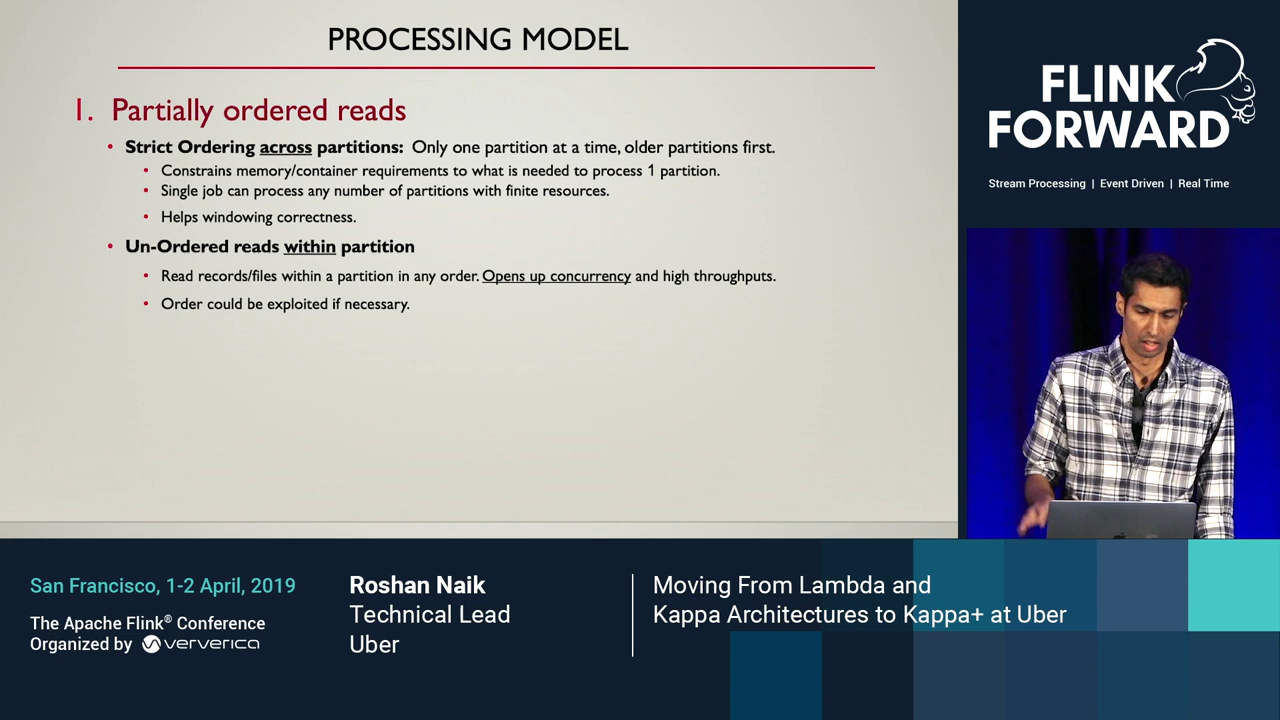 PROCESSING MODEL
1. Partially ordered reads
• Strict Ordering across partitions: Only one partition at a time, older partitions first.
• Constrains memory/container requirements to what is needed to process 1 partition.
• Single job can process any number of partitions with finite resources.
• Helps windowing correctness.
• Un-Ordered reads within partition
• Read records/files within a partition in any order. Opens up concurrency and high throughputs.
• Order could be exploited if necessary.
FLINK
FORWARD
Stream Processing | Event Driven | Real Time
San Francisco, 1-2 April, 2019
The Apache Flink® Conference
Organized by ververica
Roshan Naik
Technical Lead
Uber
Moving From Lambda and
Kappa Architectures to Kappa+ at Uber